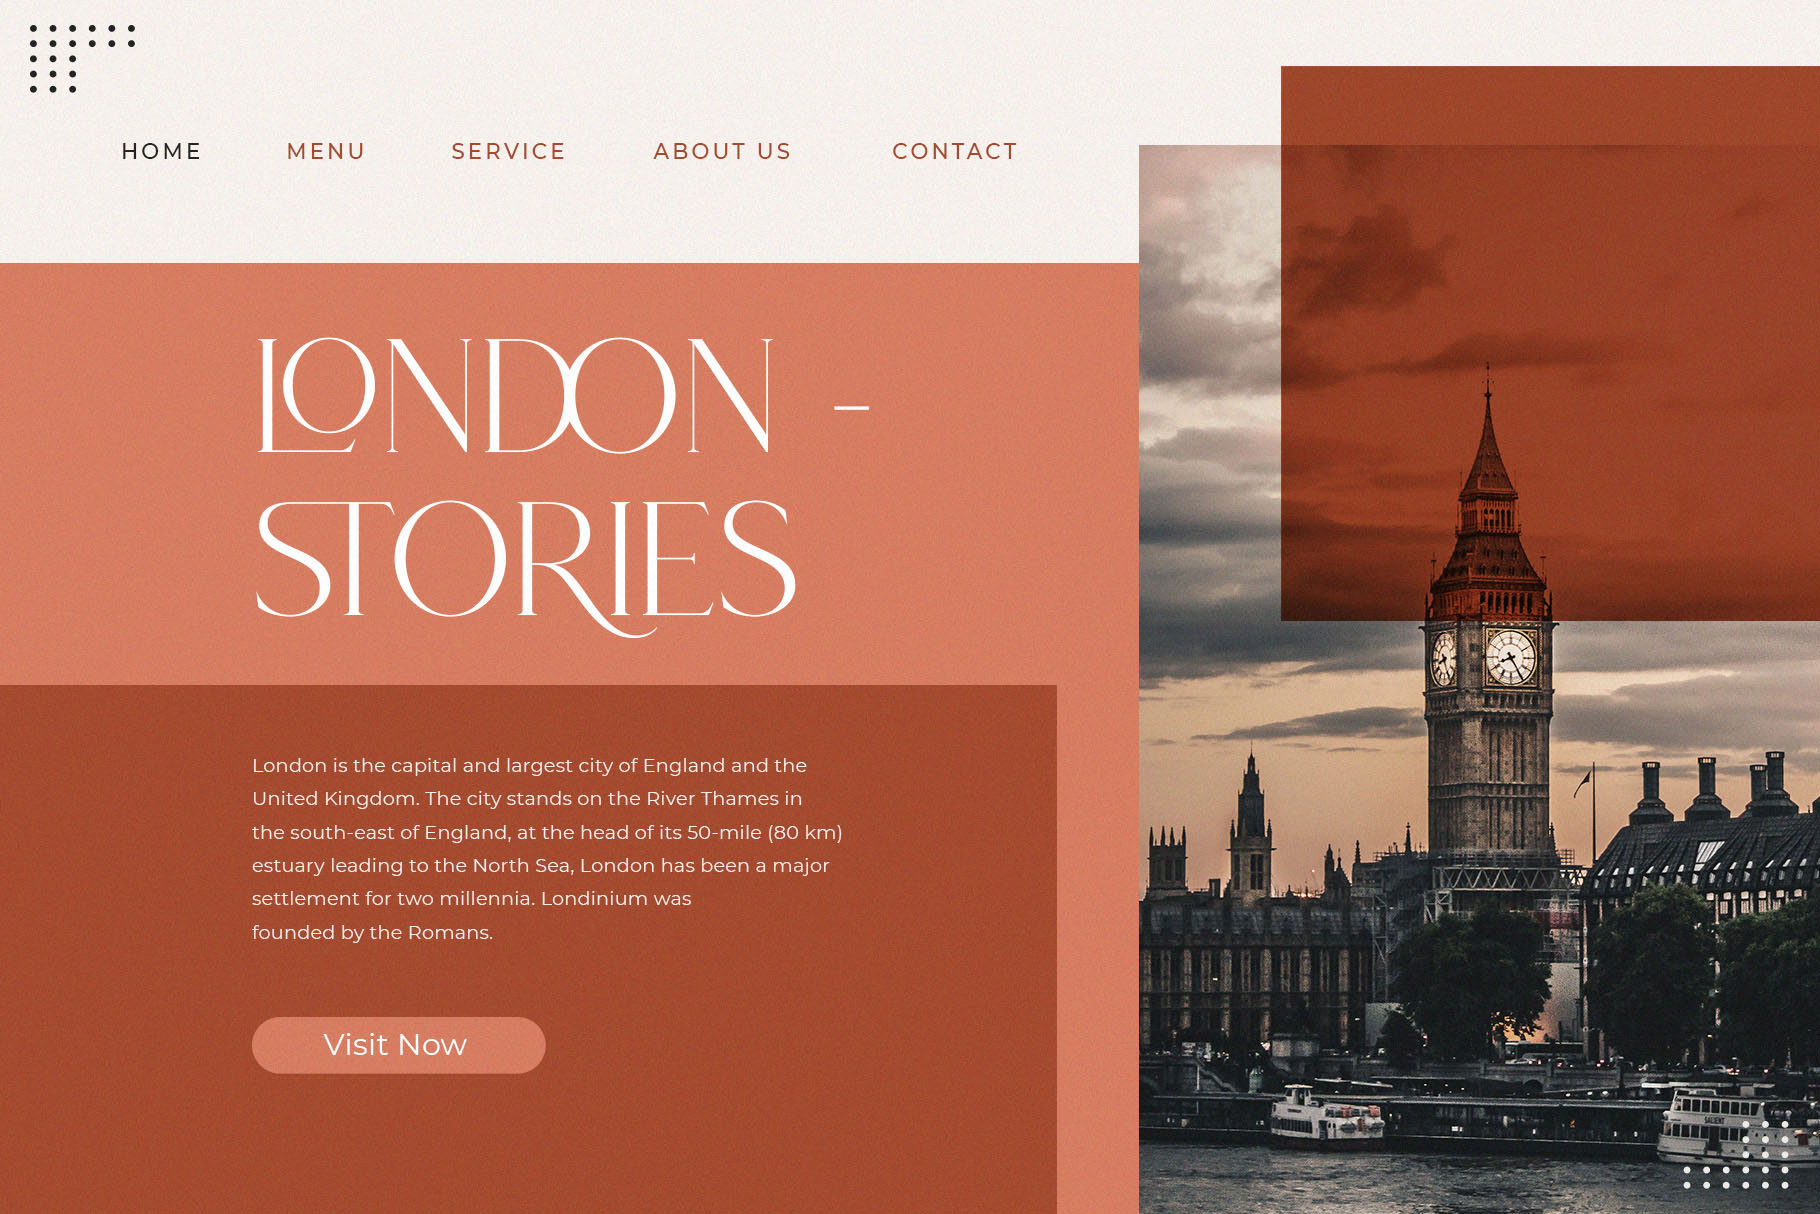 HOME MENU SERVICE ABOUT US CONTACT
LONDON -
STORIES
London is the capital and largest city of England and the
United Kingdom. The city stands on the River Thames in
the south-east of England, at the head of its 50-mile (80 km)
estuary leading to the North Sea, London has been a major
settlement for two millennia. Londinium was
founded by the Romans.
Visit Now
SALIENT